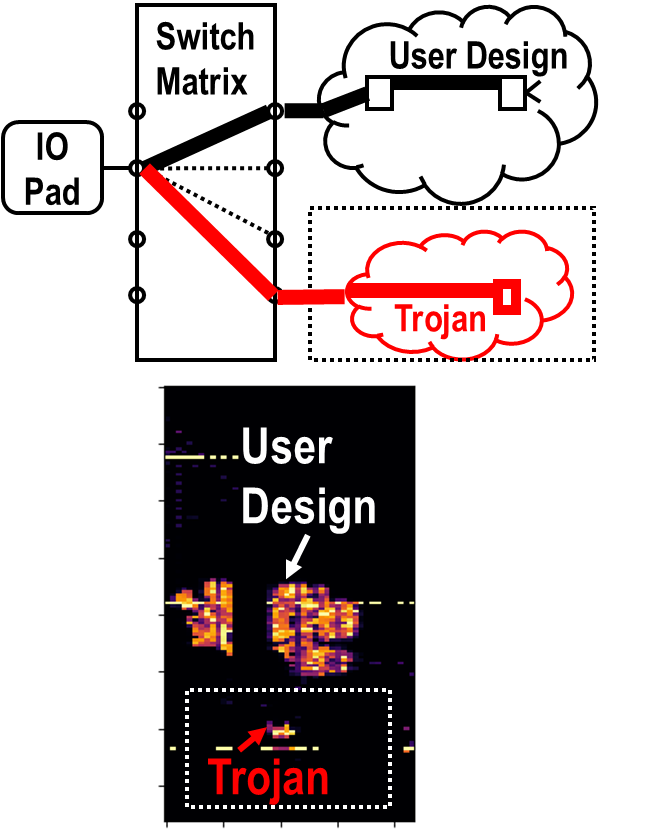 Switch
Matrix
User Design
IO
Pad
Trojan
User
Design
Trojan